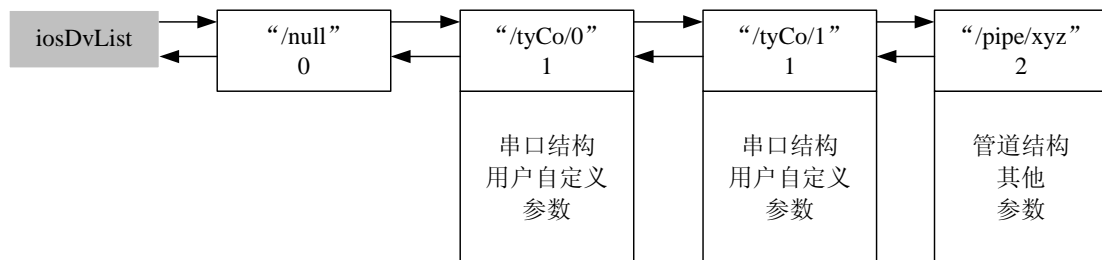 iosDvList
“/null”
0
“/tyCo/0”
1
串口结构
用户自定义
参数
“/tyCo/1”
1
串口结构
用户自定义
参数
“/pipe/xyz”
2
管道结构
其他
参数